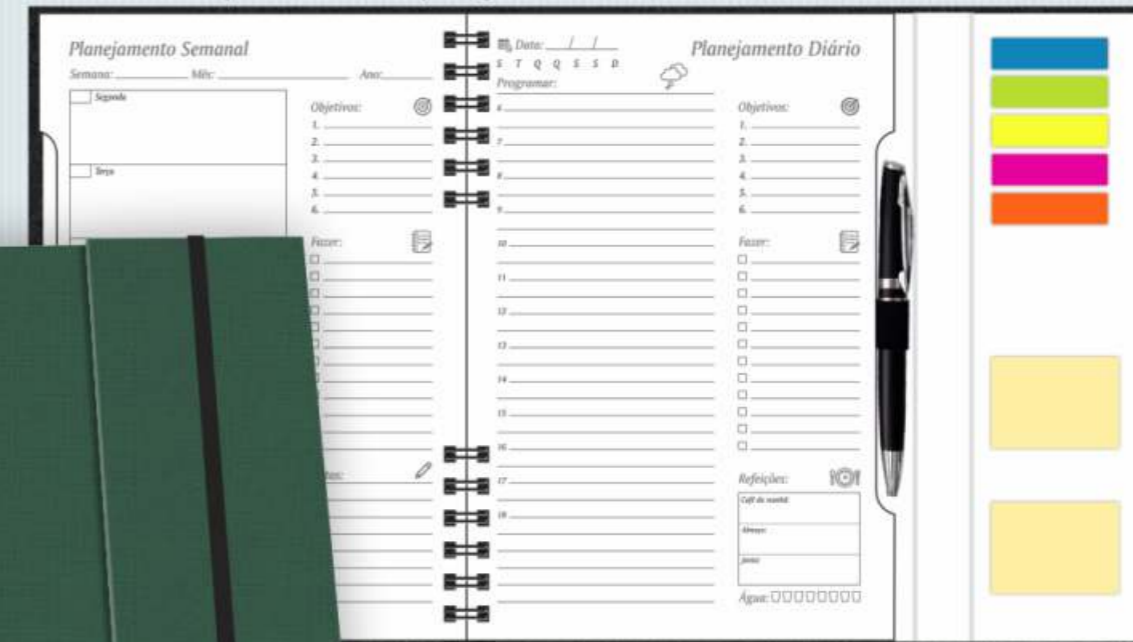 Planejamento Semanal
Semana: Mês: Ano:
Segunda
Terça
Objetivos:
1.
2.
3.
4.
5.
6.
Fazer:
Data: / /
S T Q Q S S D
Planejamento Diário
Programar:
6
7
8
9
10
11
12
13
14
15
16
17
18
Objetivos:
1.
2.
3.
4.
5.
6.
Fazer:
Refeições:
Café da manhã:
Almoço:
Jantar:
Água: